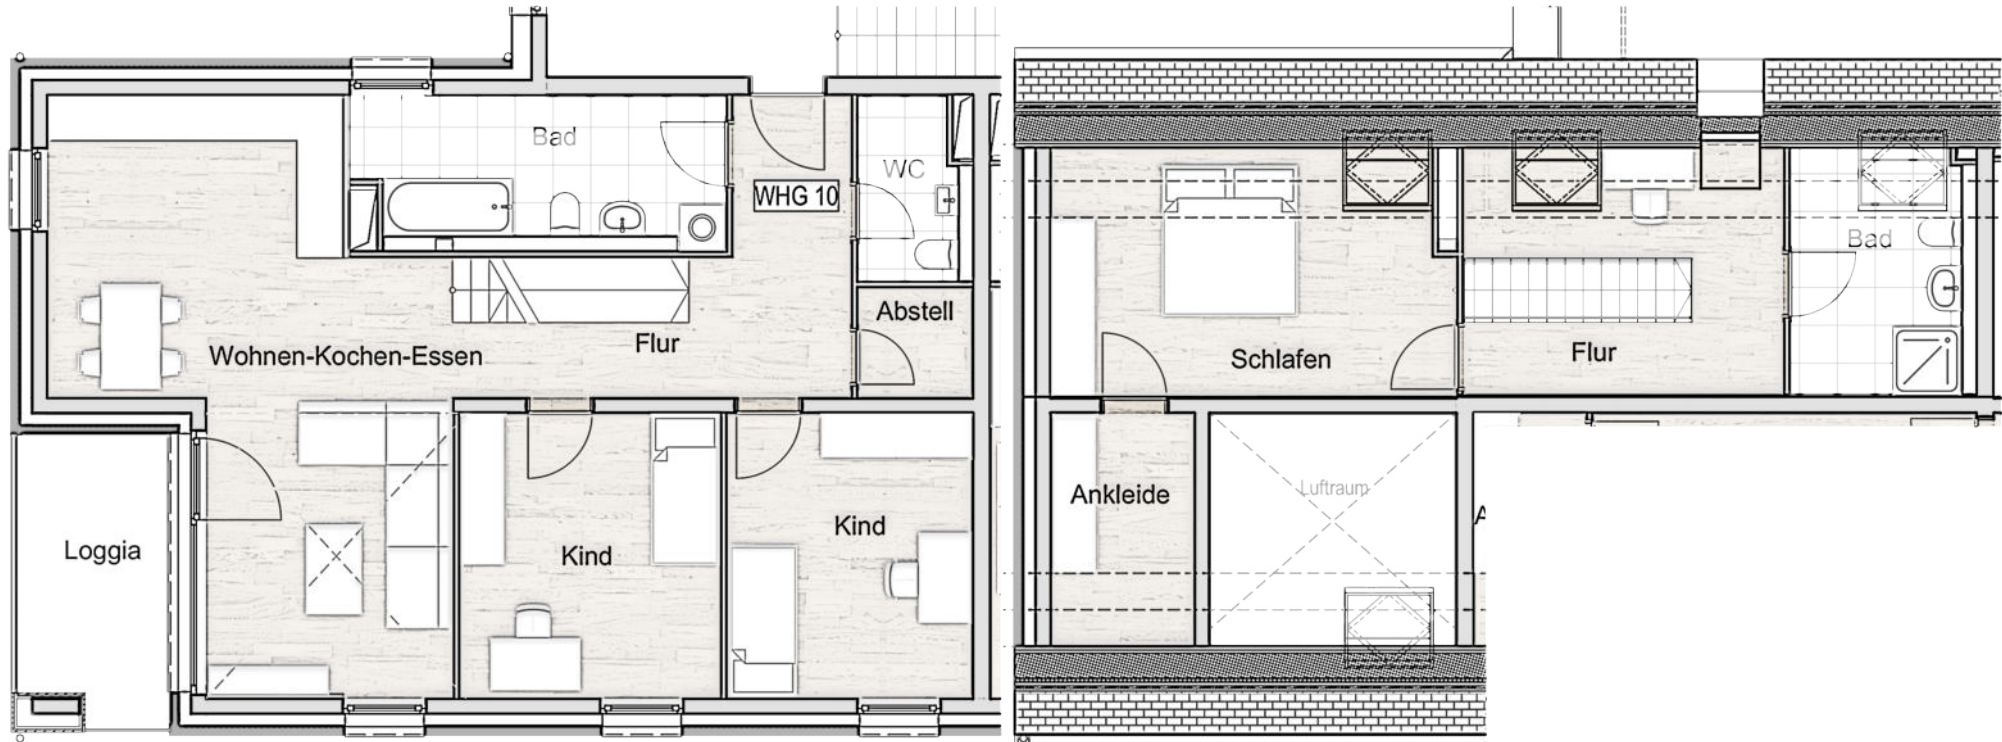 Bad
WC
WHG 10
Abstell
Flur
Wohnen-Kochen-Essen
Kind
Kind
Loggia
Bad
Schlafen
Flur
Ankleide
Luftraum